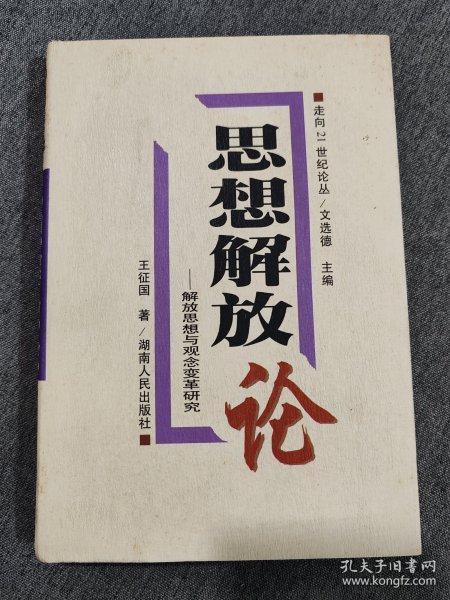 走向21世纪论丛/文选德 主编
思想解放论
——解放思想与观念变革研究
王征国 著/湖南人民出版社
孔夫子旧书网
www.kongfz.com